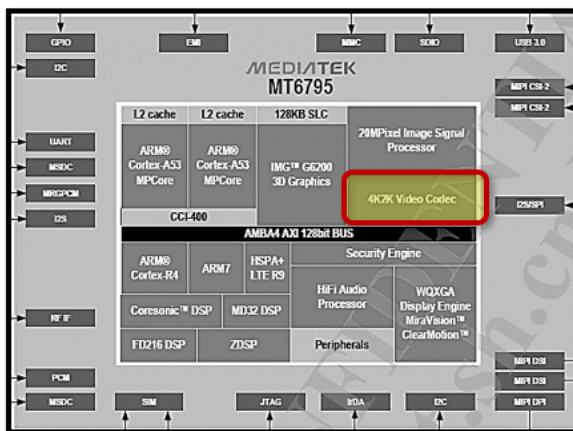 GPIO
EMI
MMC
SDIO
USB 3.0
I2C
MEDIATEK
MT6795
MIPI CSI-2
MIPI CSI-2
L2 cache
L2 cache
128KB SLC
20MPixel Image Signal
Processor
UART
ARM®
Cortex-A53
MPCore
ARM®
Cortex-A53
MPCore
IMG™ G6200
3D Graphics
MSDC
MRGPCM
4K2K Video Codec
I2S/SPI
I2S
CCI-400
AMBA4 AXI 128bit BUS
ARM®
Cortex-R4
ARM7
HSPA+
LTE R9
Security Engine
HiFi Audio
Processor
WQXGA
Display Engine
MiraVision™
ClearMotion™
Coresonic™ DSP
MD32 DSP
RF IF
FD216 DSP
ZDSP
Peripherals
MIPI DSI
PCM
MIPI DSI
MSDC
SIM
JTAG
IrDA
I2C
MIPI DPI